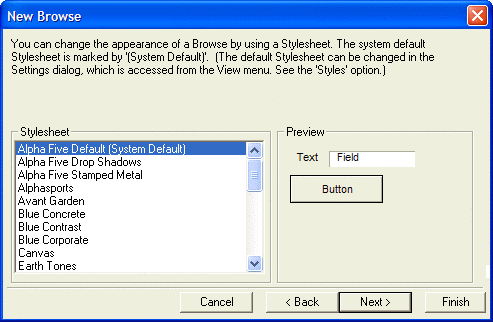 New Browse
You can change the appearance of a Browse by using a Stylesheet. The system default
Stylesheet is marked by '(System Default)'.  (The default Stylesheet can be changed in the
Settings dialog, which is accessed from the View menu. See the 'Styles' option.)
Stylesheet
Alpha Five Default (System Default)
Alpha Five Drop Shadows
Alpha Five Stamped Metal
Alphasports
Avant Garden
Blue Concrete
Blue Contrast
Blue Corporate
Canvas
Earth Tones
Preview
Text Field
Button
Cancel
< Back
Next >
Finish